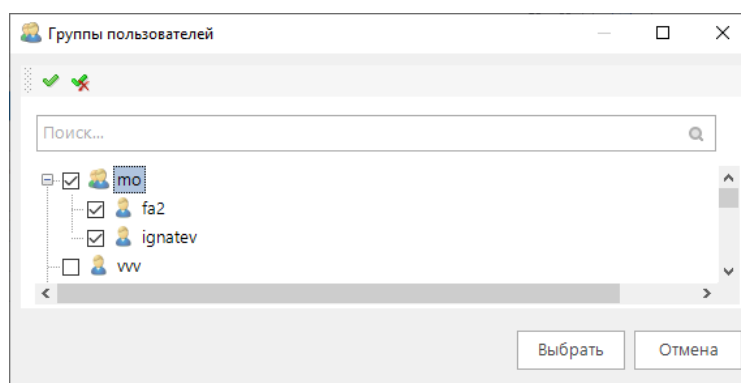 Группы пользователей
Поиск...
mo
fa2
ignatev
vvv
Выбрать Отмена